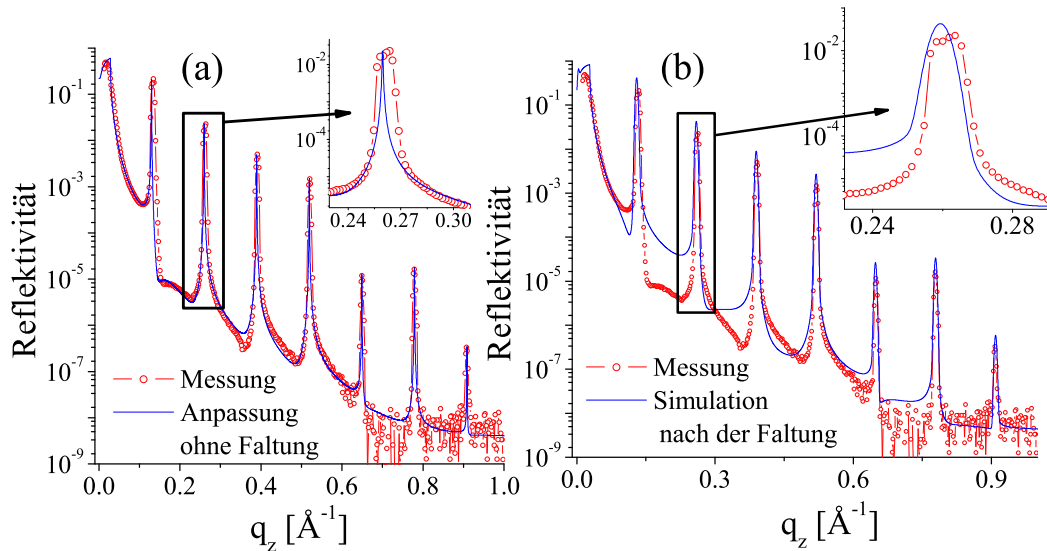 (a)
10⁻²
10⁻⁴
0.24 0.27 0.30
10⁻¹
10⁻³
10⁻⁵
10⁻⁷
10⁻⁹
Reflektivität
Messung
Anpassung
ohne Faltung
0.0 0.2 0.4 0.6 0.8 1.0
q_z [Å⁻¹]
(b)
10⁻²
10⁻⁴
0.24 0.28
10⁻¹
10⁻³
10⁻⁵
10⁻⁷
10⁻⁹
Reflektivität
Messung
Simulation
nach der Faltung
0.0 0.3 0.6 0.9
q_z [Å⁻¹]